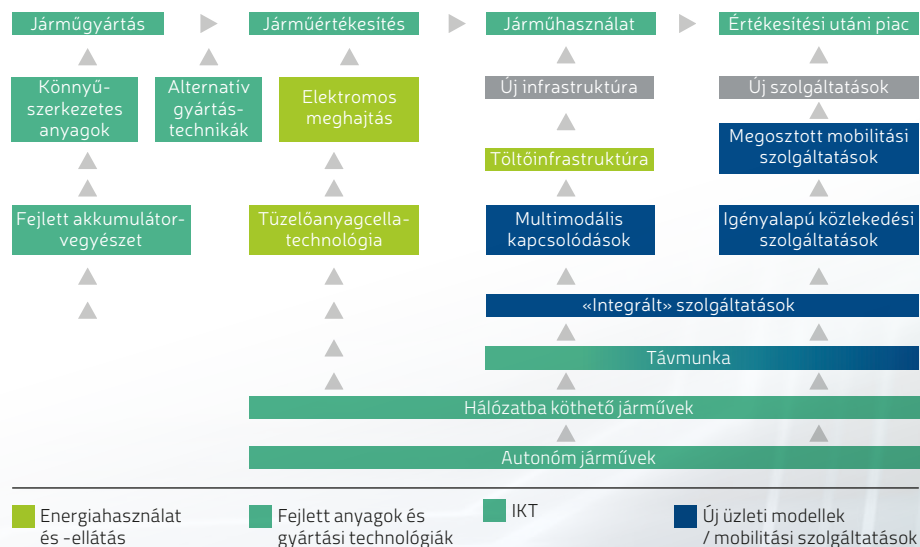 Járműgyártás
Járműértékesítés
Járműhasználat
Értékesítési utáni piac
Könnyű-
szerkezetes
anyagok
Alternatív
gyártás-
technikák
Elektromos
meghajtás
Új infrastruktúra
Új szolgáltatások
Töltőinfrastruktúra
Megosztott mobilitási
szolgáltatások
Fejlett akkumulátor-
vegyészet
Tüzelőanyagcella-
technológia
Multimodális
kapcsolódások
Igényalapú közlekedési
szolgáltatások
«Integrált» szolgáltatások
Távmunka
Hálózatba köthető járművek
Autonóm járművek
Energiahasználat
és -ellátás
Fejlett anyagok és
gyártási technológiák
IKT
Új üzleti modellek
/ mobilitási szolgáltatások